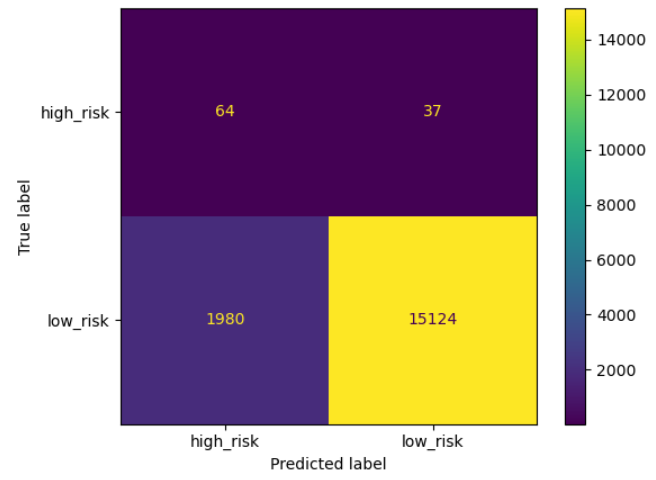 high_risk
64
37
low_risk
1980
15124
high_risk
low_risk
Predicted label
True label
14000
12000
10000
8000
6000
4000
2000